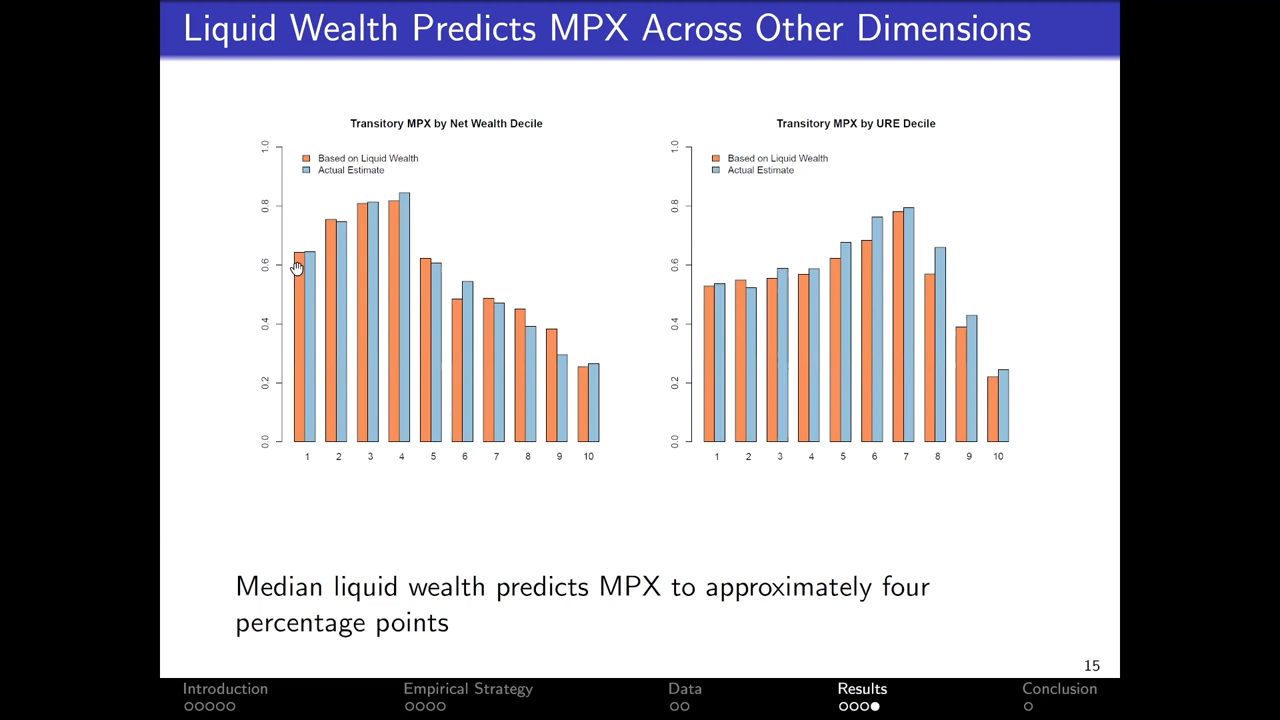 Liquid Wealth Predicts MPX Across Other Dimensions
Transitory MPX by Net Wealth Decile
Based on Liquid Wealth
Actual Estimate
1.0
0.8
0.6
0.4
0.2
0.0
1 2 3 4 5 6 7 8 9 10
Transitory MPX by URE Decile
Based on Liquid Wealth
Actual Estimate
1.0
0.8
0.6
0.4
0.2
0.0
1 2 3 4 5 6 7 8 9 10
Median liquid wealth predicts MPX to approximately four
percentage points
15
Introduction Empirical Strategy Data Results Conclusion